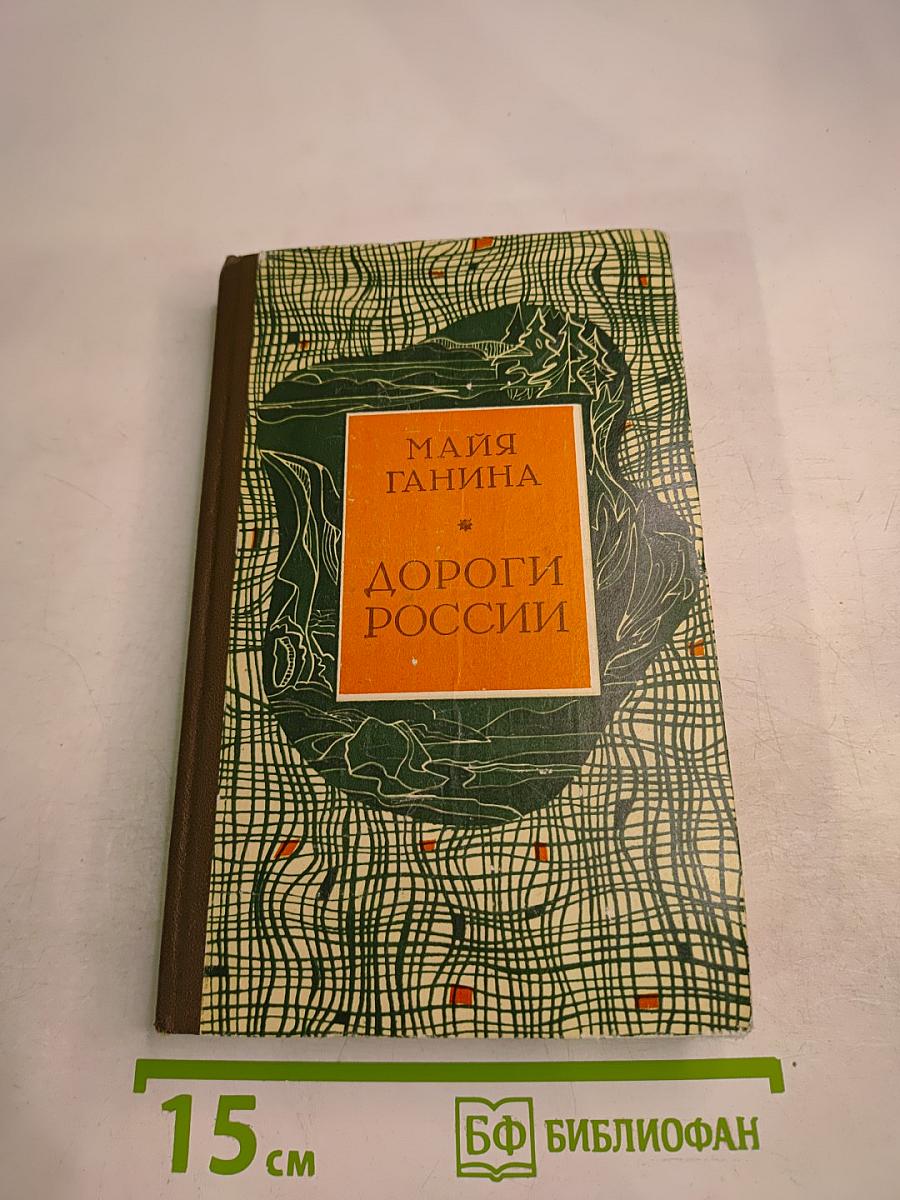 МАЙЯ
ГАНИНА
ДОРОГИ
РОССИИ
15 см
БФ БИБЛИОФАН